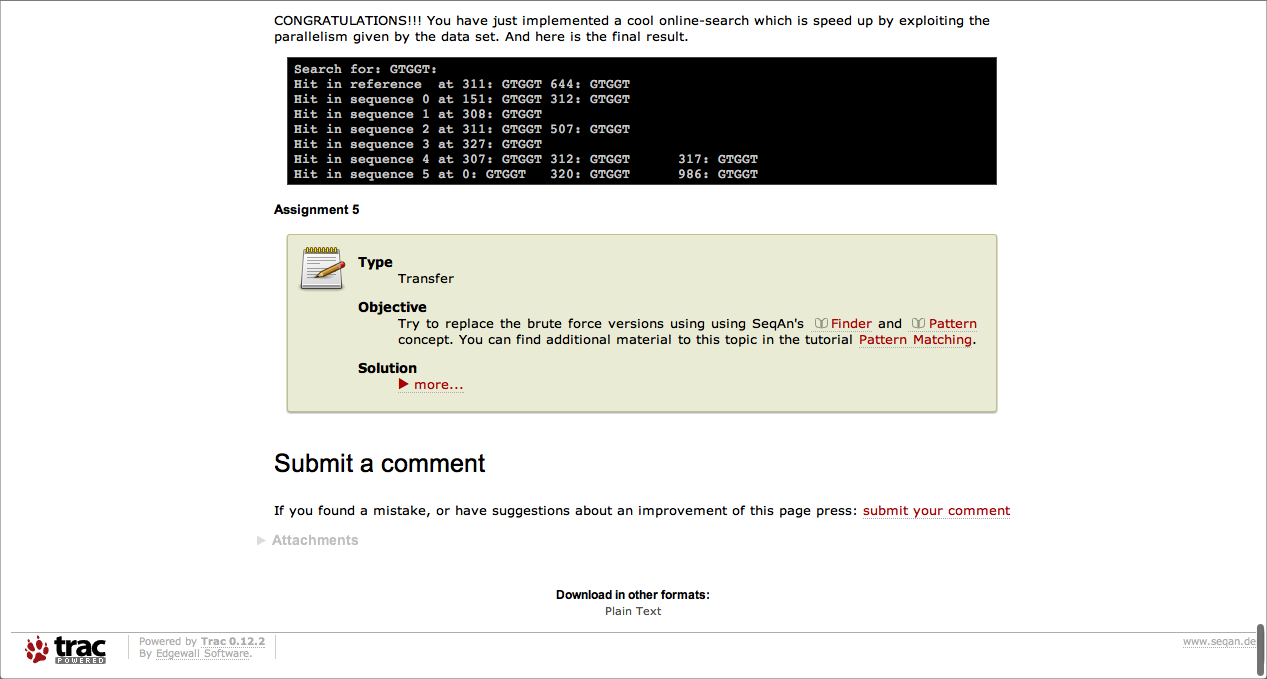 CONGRATULATIONS!!! You have just implemented a cool online-search which is speed up by exploiting the
parallelism given by the data set. And here is the final result.
Search for: GTGGT:
Hit in reference  at 311: GTGGT 644: GTGGT
Hit in sequence 0 at 151: GTGGT 312: GTGGT
Hit in sequence 1 at 308: GTGGT
Hit in sequence 2 at 311: GTGGT 507: GTGGT
Hit in sequence 3 at 327: GTGGT
Hit in sequence 4 at 307: GTGGT 312: GTGGT      317: GTGGT
Hit in sequence 5 at 0: GTGGT   320: GTGGT      986: GTGGT
Assignment 5
Type
Transfer
Objective
Try to replace the brute force versions using using SeqAn's Finder and Pattern
concept. You can find additional material to this topic in the tutorial Pattern Matching.
Solution
more...
Submit a comment
If you found a mistake, or have suggestions about an improvement of this page press: submit your comment
Attachments
Download in other formats:
Plain Text
trac
POWERED
Powered by Trac 0.12.2
By Edgewall Software.
www.seqan.de